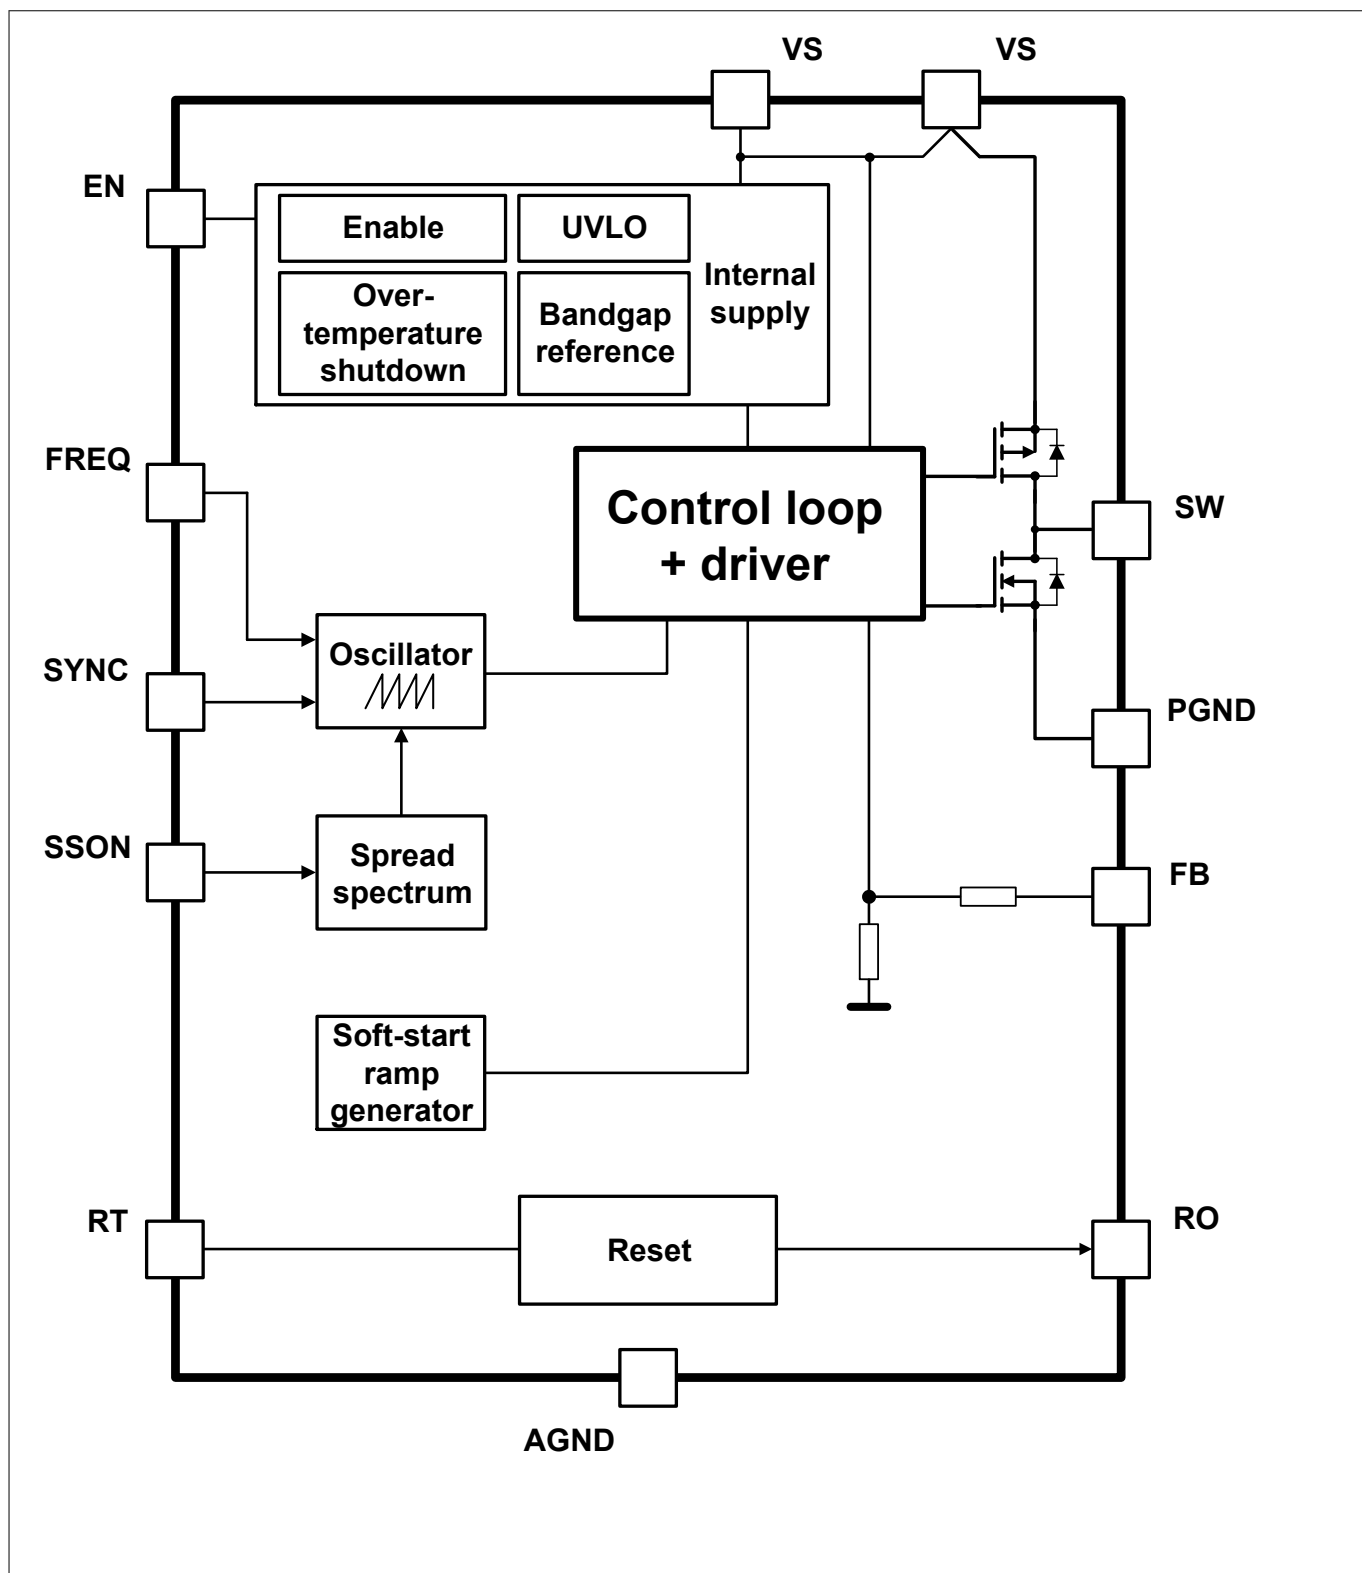 VS
VS
EN
Enable
UVLO
Internal
supply
Over-
temperature
shutdown
Bandgap
reference
FREQ
Control loop
+ driver
SW
SYNC
Oscillator
PGND
SSON
Spread
spectrum
FB
Soft-start
ramp
generator
RT
Reset
RO
AGND